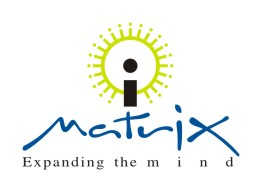 i
matrix
Expanding the mind